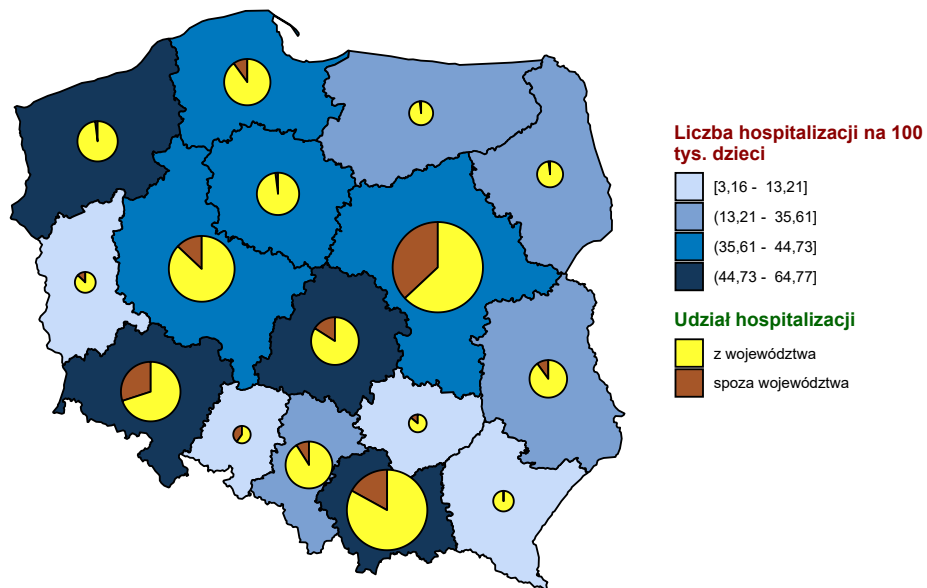 Liczba hospitalizacji na 100
tys. dzieci
[3,16 - 13,21]
(13,21 - 35,61]
(35,61 - 44,73]
(44,73 - 64,77]
Udział hospitalizacji
z województwa
spoza województwa